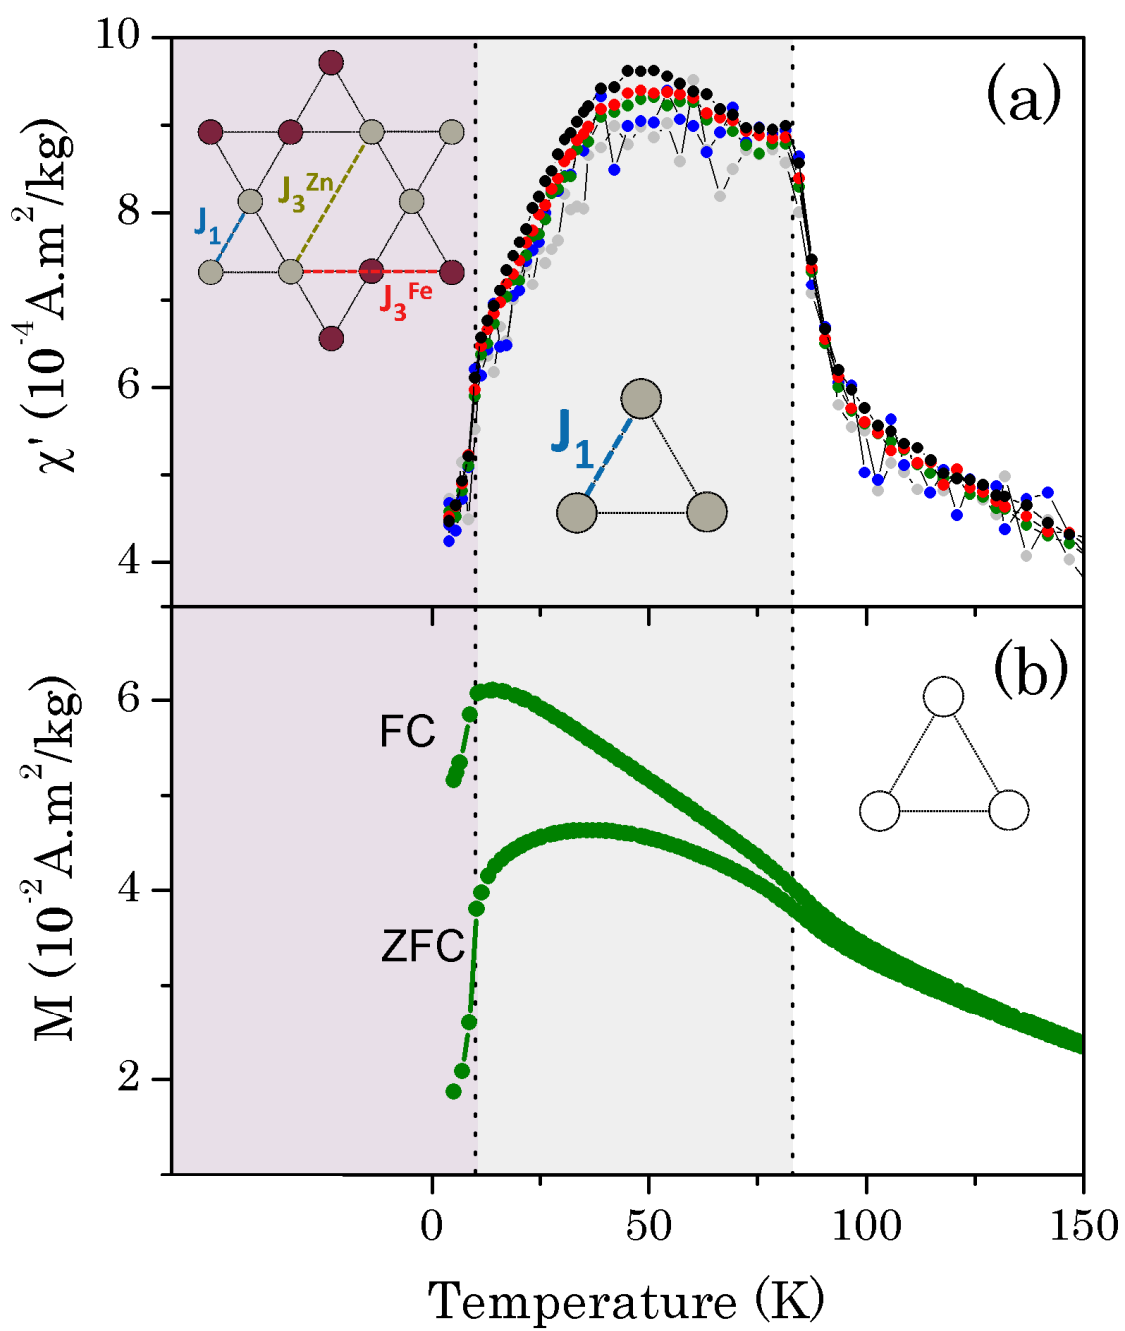 10
8
6
4
χ' (10⁻⁴ A.m²/kg)
(a)
J₃ᶻⁿ
J₁
J₃ᶠᵉ
J₁
(b)
6
4
2
M (10⁻² A.m²/kg)
FC
ZFC
0 50 100 150
Temperature (K)